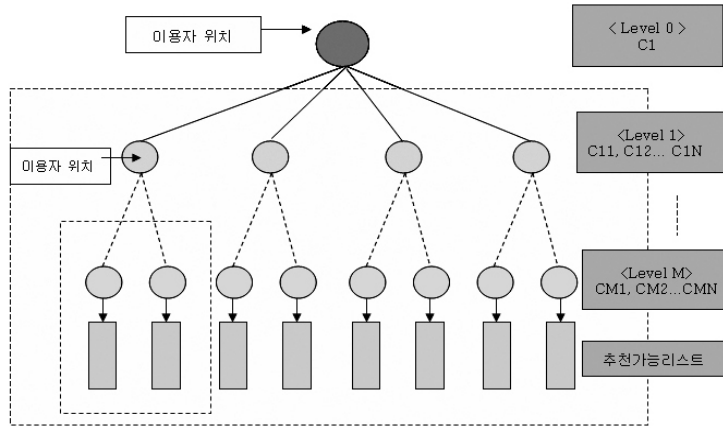 이용자 위치
< Level 0 >
C1
<Level 1>
C11, C12... C1N
이용자 위치
<Level M>
CM1, CM2...CMN
추천가능리스트